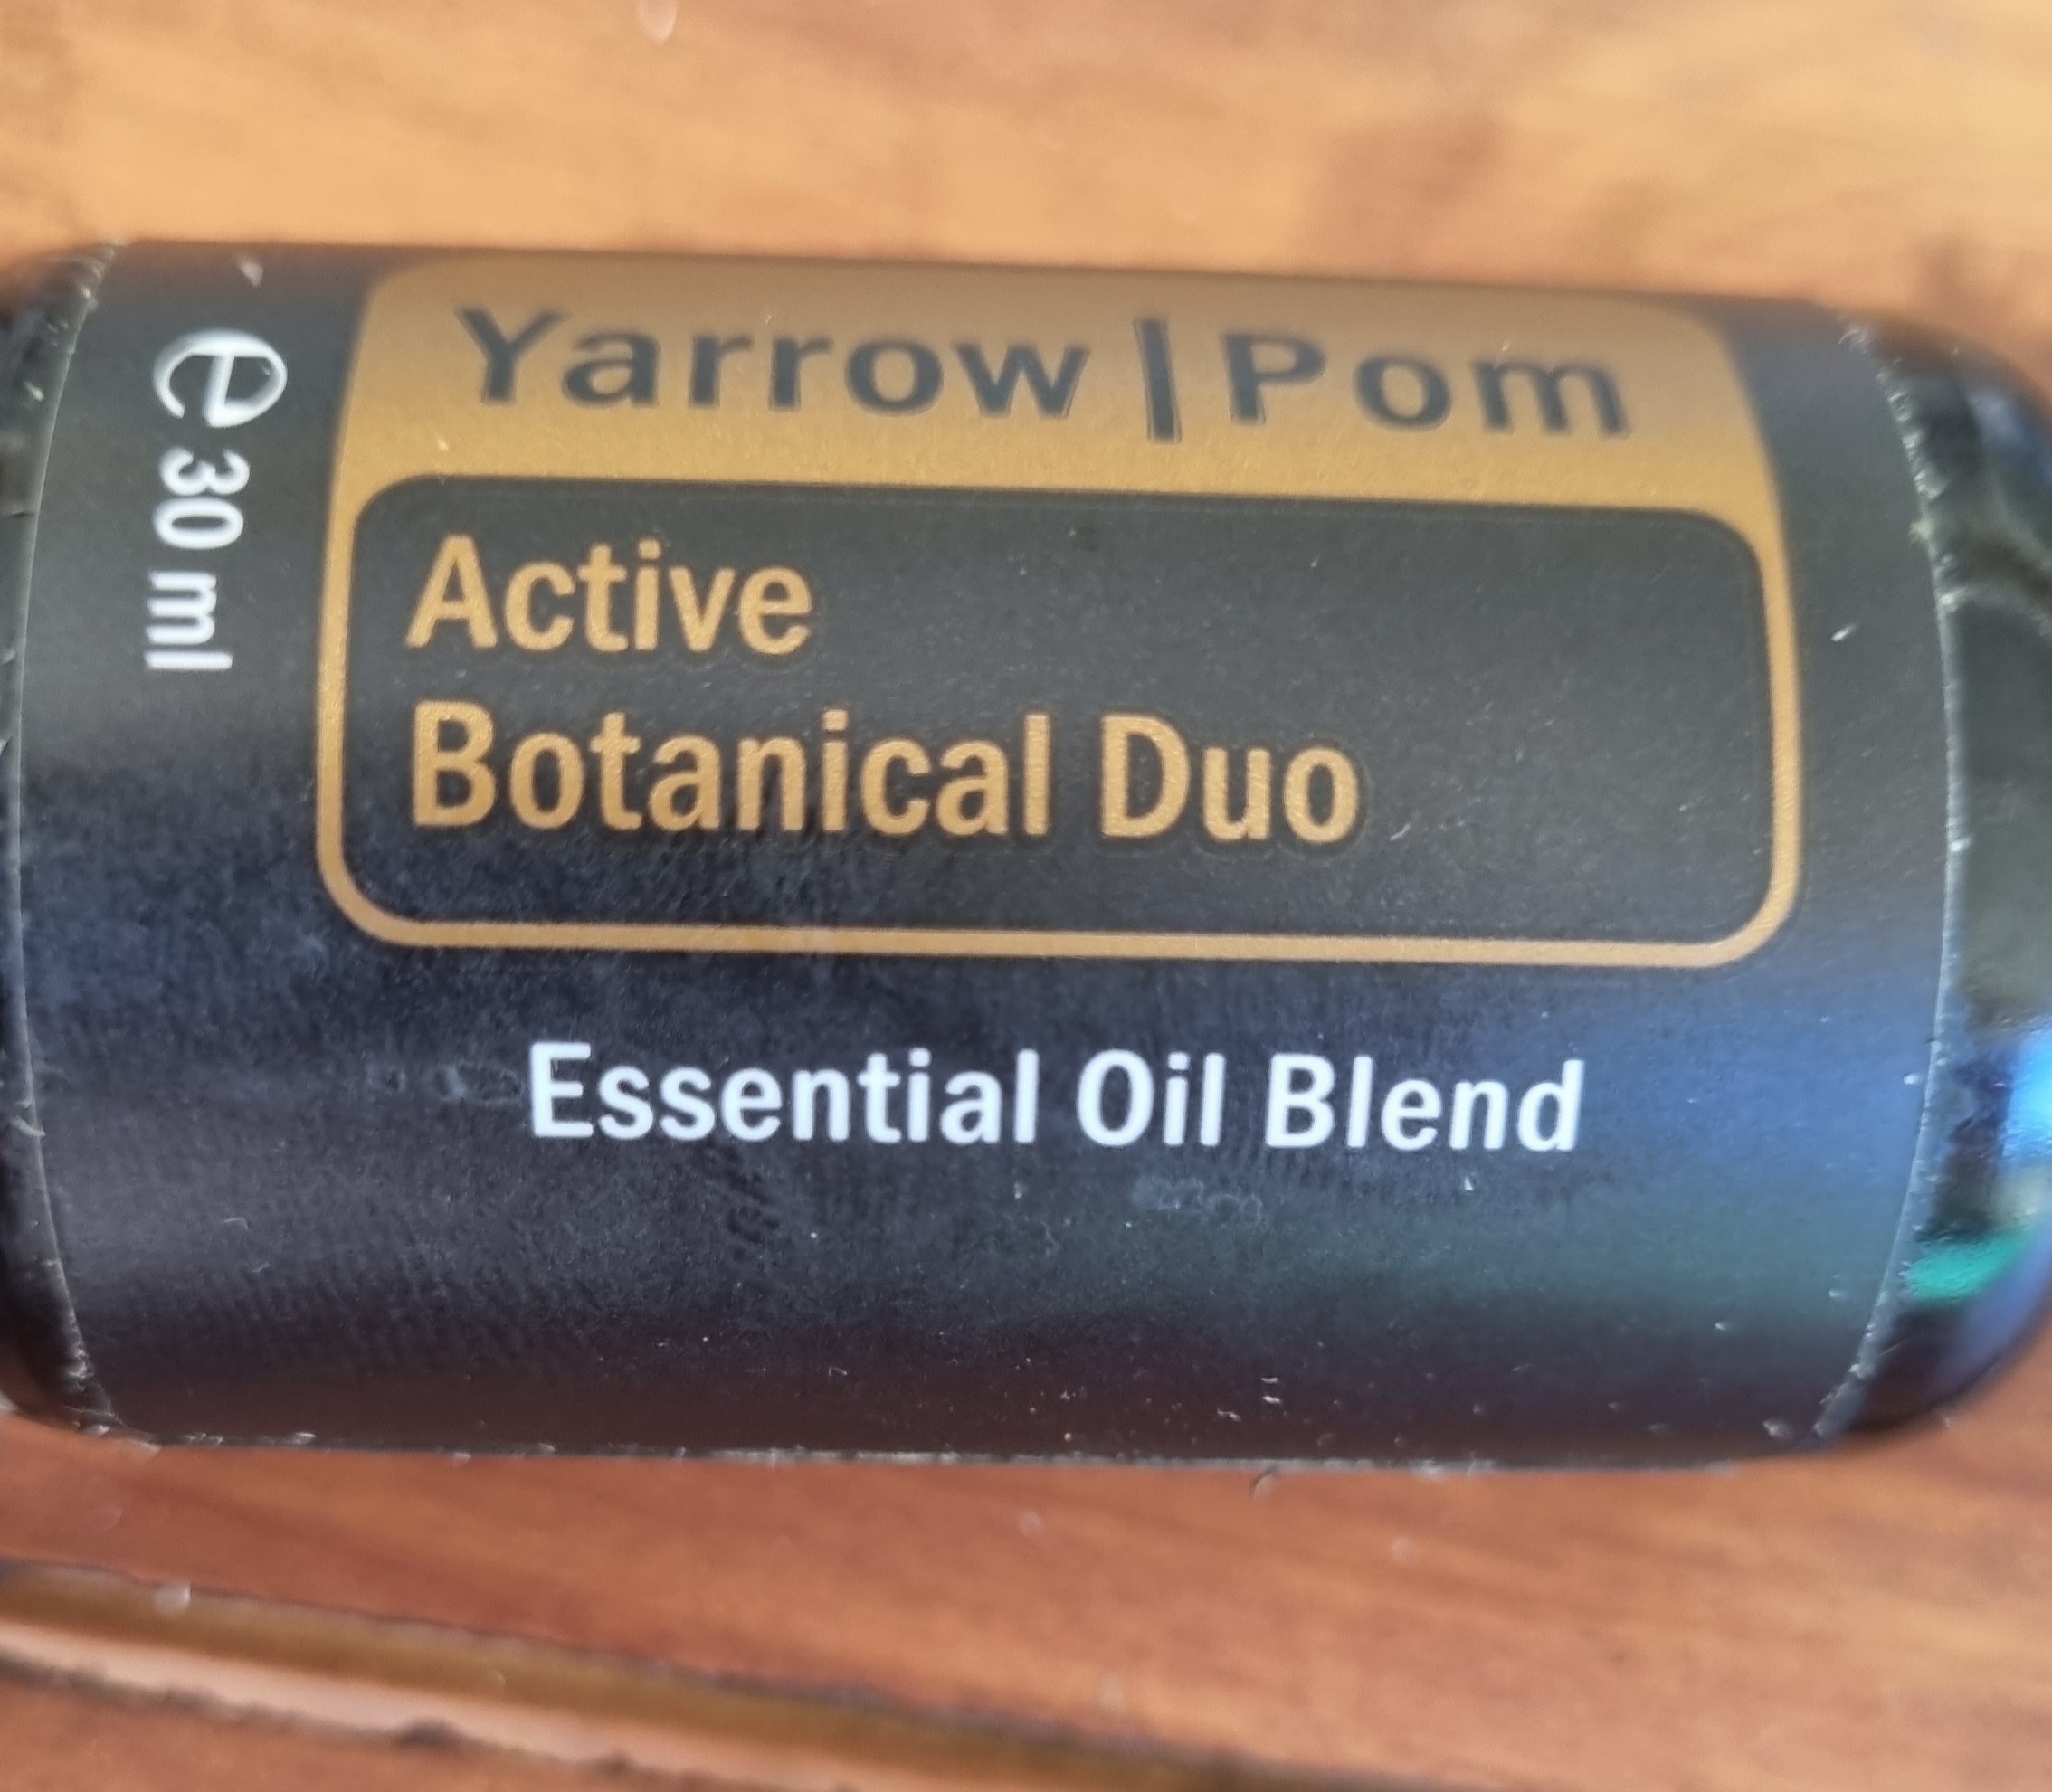 Yarrow|Pom
Active
Botanical Duo
Essential Oil Blend
℮ 30 ml